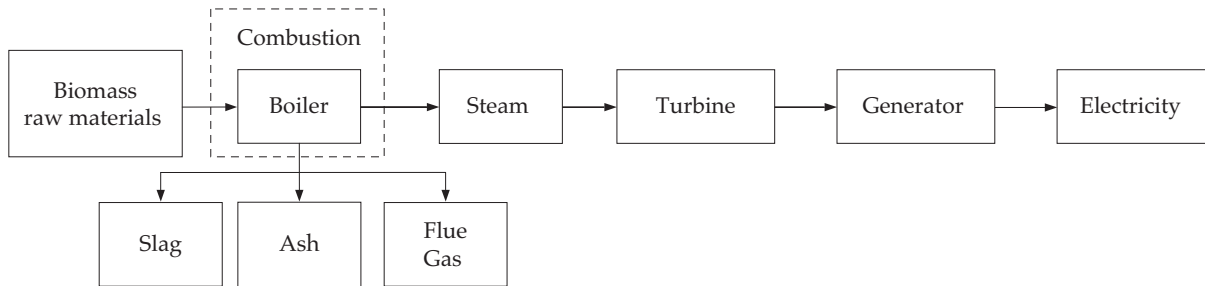 Combustion
Biomass
raw materials
Boiler
Steam
Turbine
Generator
Electricity
Slag
Ash
Flue
Gas